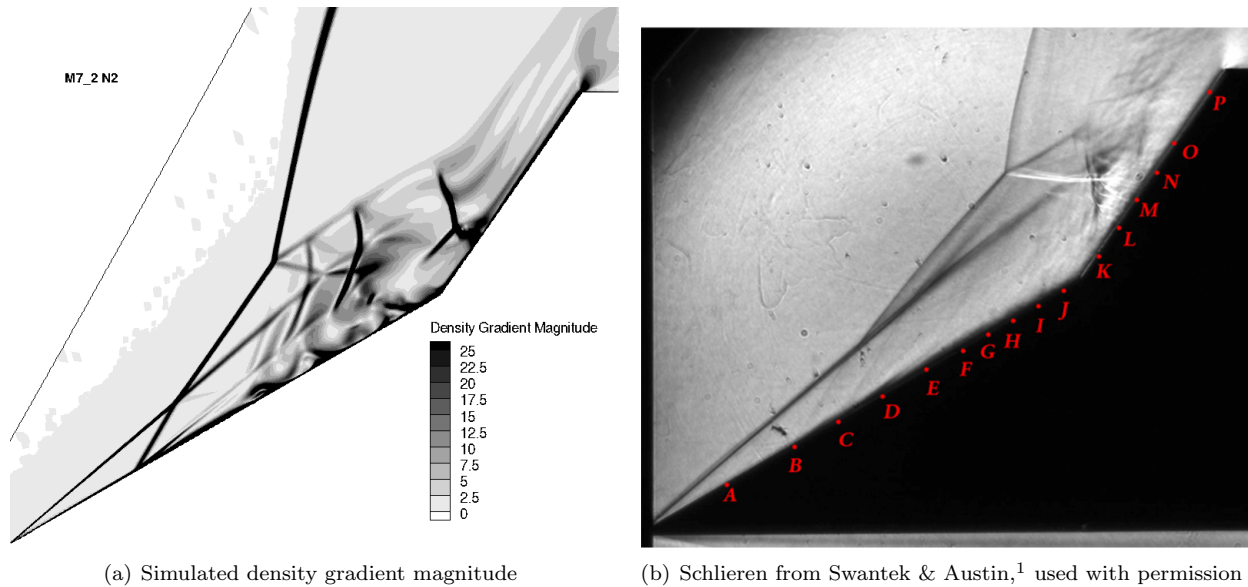 M7_2 N2
Density Gradient Magnitude
25
22.5
20
17.5
15
12.5
10
7.5
5
2.5
0
P
O
N
M
L
K
J
I
H
G
F
E
D
C
B
A
(a) Simulated density gradient magnitude
(b) Schlieren from Swantek & Austin,¹ used with permission